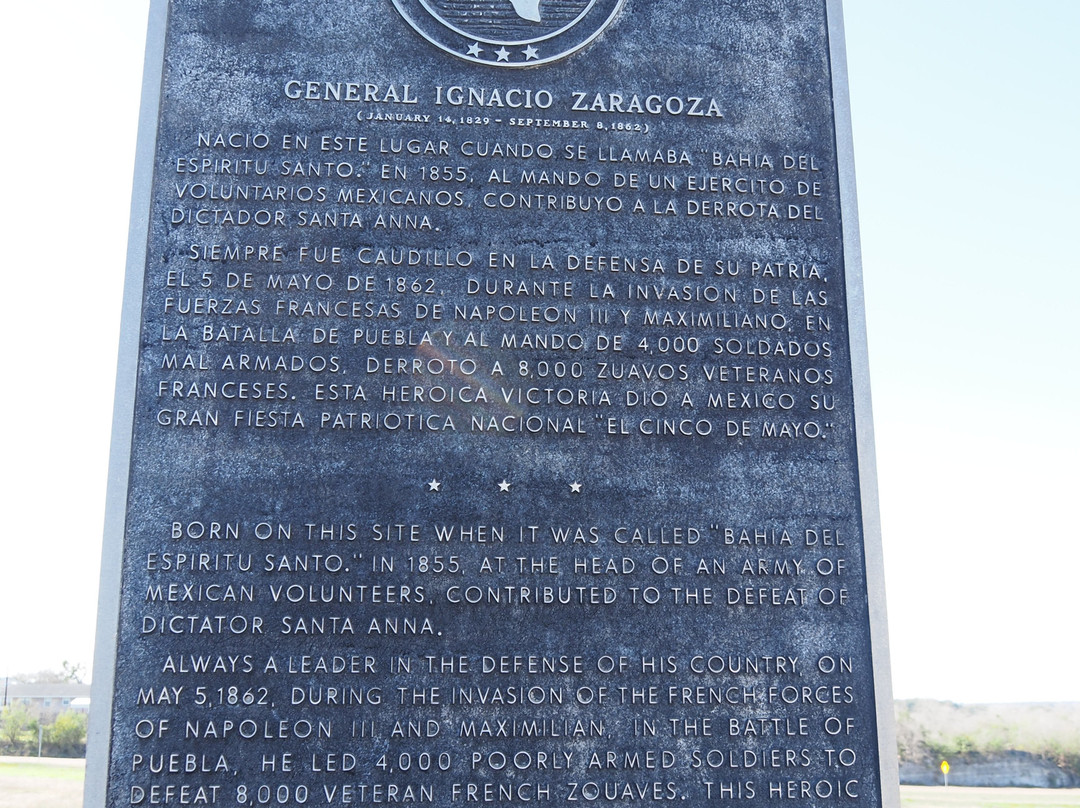 GENERAL IGNACIO ZARAGOZA
(JANUARY 14, 1829 – SEPTEMBER 8, 1862)
NACIO EN ESTE LUGAR CUANDO SE LLAMABA "BAHIA DEL
ESPIRITU SANTO." EN 1855, AL MANDO DE UN EJERCITO DE
VOLUNTARIOS MEXICANOS, CONTRIBUYO A LA DERROTA DEL
DICTADOR SANTA ANNA.
SIEMPRE FUE CAUDILLO EN LA DEFENSA DE SU PATRIA,
EL 5 DE MAYO DE 1862, DURANTE LA INVASION DE LAS
FUERZAS FRANCESAS DE NAPOLEON III Y MAXIMILIANO, EN
LA BATALLA DE PUEBLA Y AL MANDO DE 4,000 SOLDADOS
MAL ARMADOS, DERROTO A 8,000 ZUAVOS VETERANOS
FRANCESES. ESTA HEROICA VICTORIA DIO A MEXICO SU
GRAN FIESTA PATRIOTICA NACIONAL "EL CINCO DE MAYO."
BORN ON THIS SITE WHEN IT WAS CALLED "BAHIA DEL
ESPIRITU SANTO." IN 1855, AT THE HEAD OF AN ARMY OF
MEXICAN VOLUNTEERS, CONTRIBUTED TO THE DEFEAT OF
DICTATOR SANTA ANNA.
ALWAYS A LEADER IN THE DEFENSE OF HIS COUNTRY, ON
MAY 5, 1862, DURING THE INVASION OF THE FRENCH FORCES
OF NAPOLEON III AND MAXIMILIAN, IN THE BATTLE OF
PUEBLA, HE LED 4,000 POORLY ARMED SOLDIERS TO
DEFEAT 8,000 VETERAN FRENCH ZOUAVES. THIS HEROIC